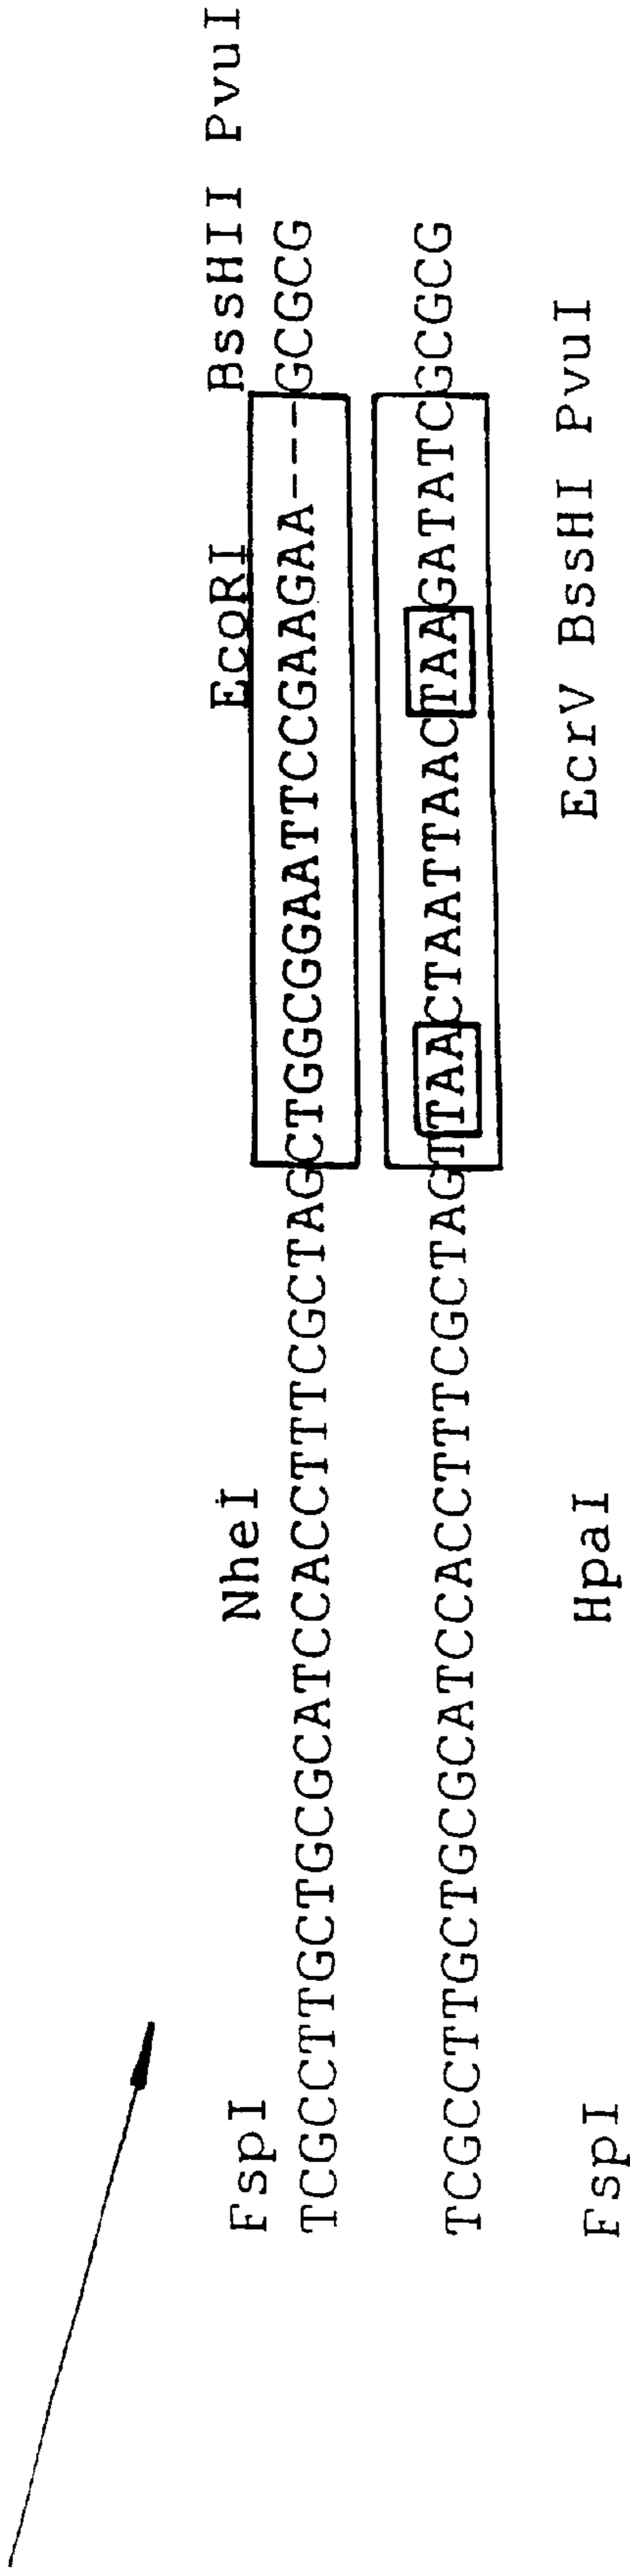 FspI NheI EcoRI BssHII PvuI
TCGCCTTGCTGCGCATCCACCTTTCGCTAGCTGGCGGAATTCCGAAGAA---GCGCG
TCGCCTTGCTGCGCATCCACCTTTCGCTAGTTAACTAATTAACTAAGATATCGCGCG
FspI HpaI EcrV BssHI PvuI